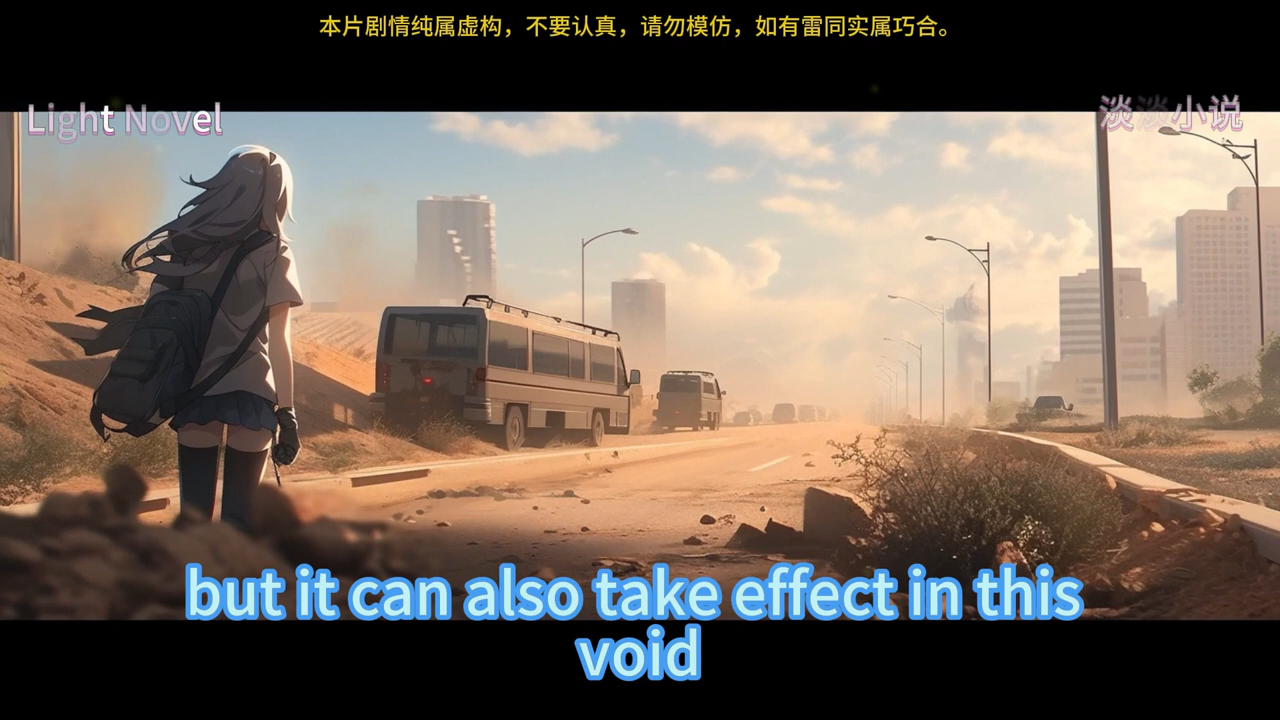 本片剧情纯属虚构，不要认真，请勿模仿，如有雷同实属巧合。
Light Novel
淡淡小说
but it can also take effect in this
void